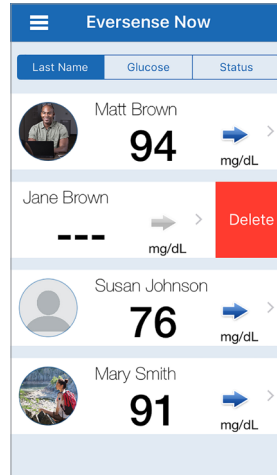 Eversense Now
Last Name Glucose Status
Matt Brown
94
mg/dL
Jane Brown
---
mg/dL
Delete
Susan Johnson
76
mg/dL
Mary Smith
91
mg/dL